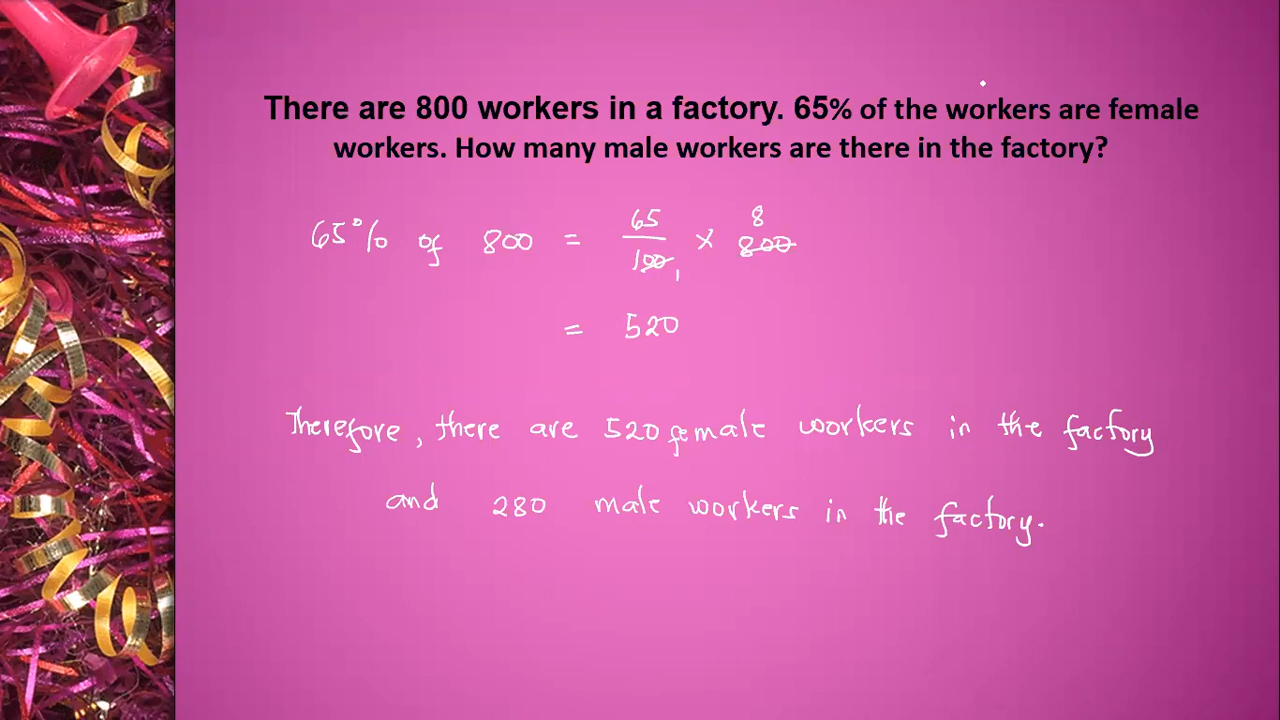 There are 800 workers in a factory. 65% of the workers are female
workers. How many male workers are there in the factory?
65% of 800 = 65/100 × 800 8
1
= 520
Therefore, there are 520 female workers in the factory
and 280 male workers in the factory.